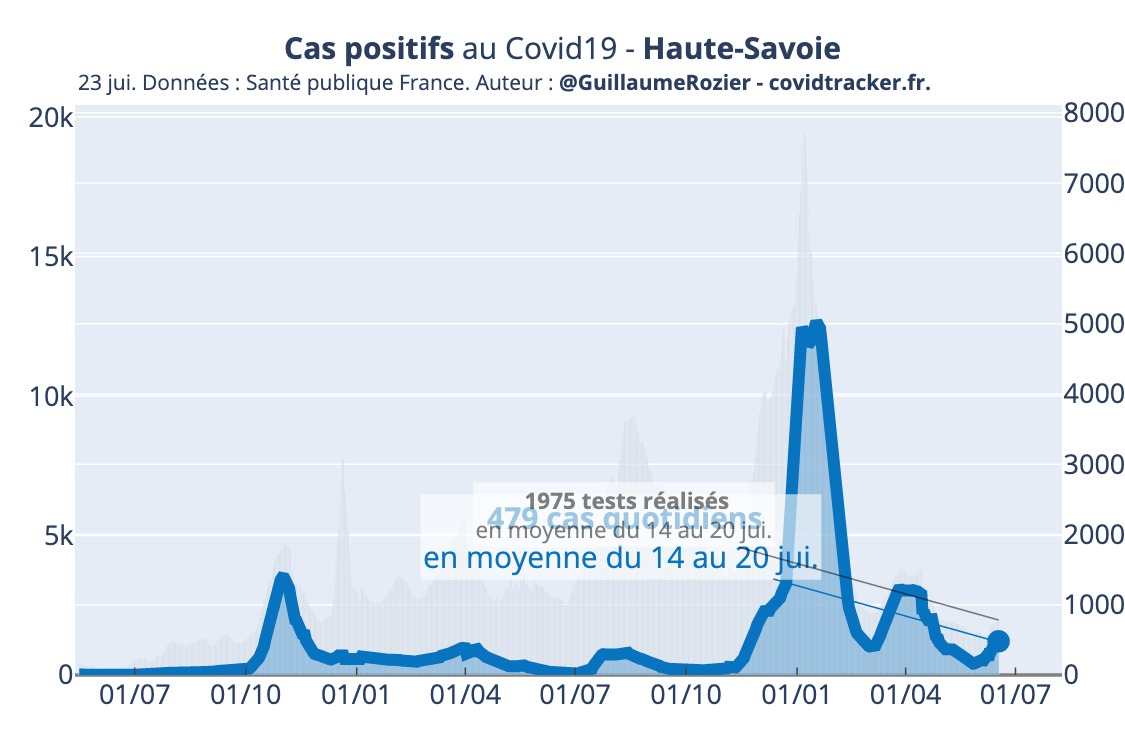 Cas positifs au Covid19 - Haute-Savoie
23 jui. Données : Santé publique France. Auteur : @GuillaumeRozier - covidtracker.fr.
20k
15k
10k
5k
0
8000
7000
6000
5000
4000
3000
2000
1000
0
1975 tests réalisés
en moyenne du 14 au 20 jui.
479 cas quotidiens
en moyenne du 14 au 20 jui.
01/07 01/10 01/01 01/04 01/07 01/10 01/01 01/04 01/07